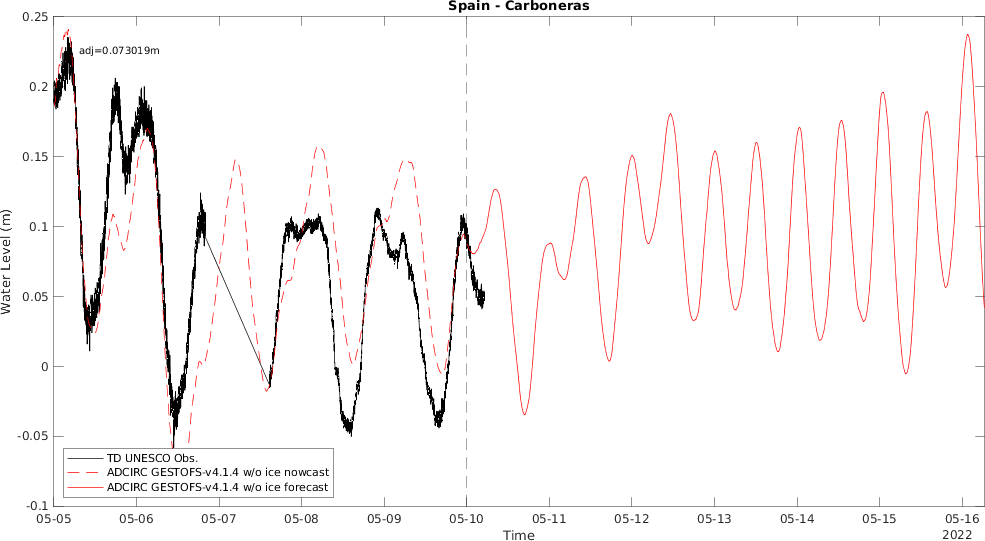 Spain - Carboneras
adj=0.073019m
Water Level (m)
0.25
0.2
0.15
0.1
0.05
0
-0.05
-0.1
TD UNESCO Obs.
ADCIRC GESTOFS-v4.1.4 w/o ice nowcast
ADCIRC GESTOFS-v4.1.4 w/o ice forecast
05-05 05-06 05-07 05-08 05-09 05-10 05-11 05-12 05-13 05-14 05-15 05-16
Time
2022